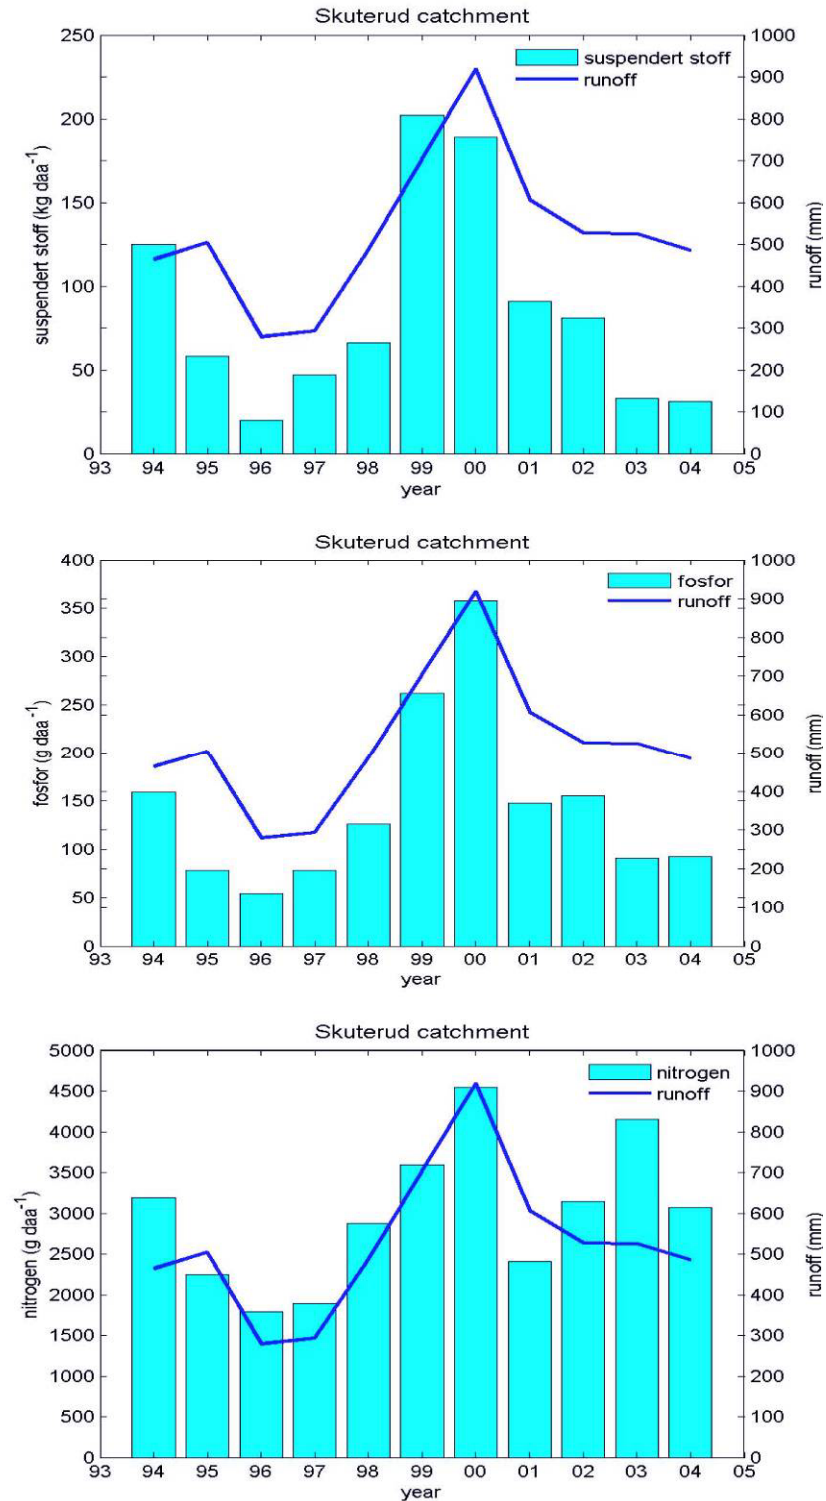 Skuterud catchment
250
200
150
100
50
0
suspendert stoff (kg daa⁻¹)
suspendert stoff
runoff
1000
900
800
700
600
500
400
300
200
100
0
runoff (mm)
93 94 95 96 97 98 99 00 01 02 03 04 05
year
Skuterud catchment
400
350
300
250
200
150
100
50
0
fosfor (g daa⁻¹)
fosfor
runoff
1000
900
800
700
600
500
400
300
200
100
0
runoff (mm)
93 94 95 96 97 98 99 00 01 02 03 04 05
year
Skuterud catchment
5000
4500
4000
3500
3000
2500
2000
1500
1000
500
0
nitrogen (g daa⁻¹)
nitrogen
runoff
1000
900
800
700
600
500
400
300
200
100
0
runoff (mm)
93 94 95 96 97 98 99 00 01 02 03 04 05
year